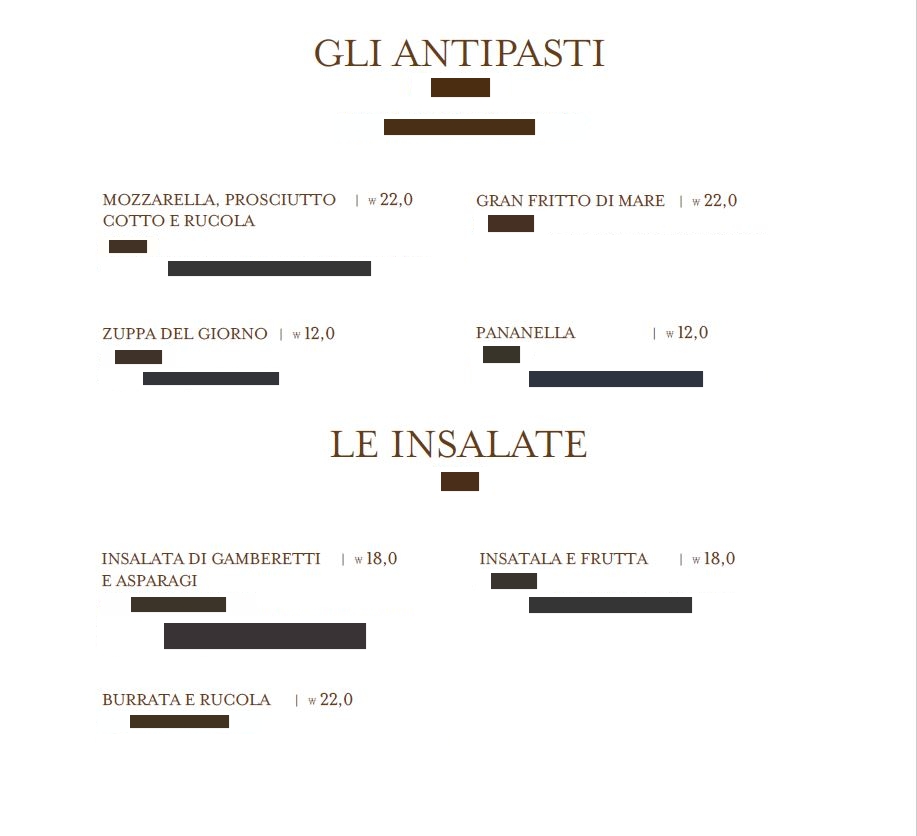 GLI ANTIPASTI
MOZZARELLA, PROSCIUTTO | ₩ 22,0
COTTO E RUCOLA
GRAN FRITTO DI MARE | ₩ 22,0
ZUPPA DEL GIORNO | ₩ 12,0
PANANELLA | ₩ 12,0
LE INSALATE
INSALATA DI GAMBERETTI | ₩ 18,0
E ASPARAGI
INSATALA E FRUTTA | ₩ 18,0
BURRATA E RUCOLA | ₩ 22,0